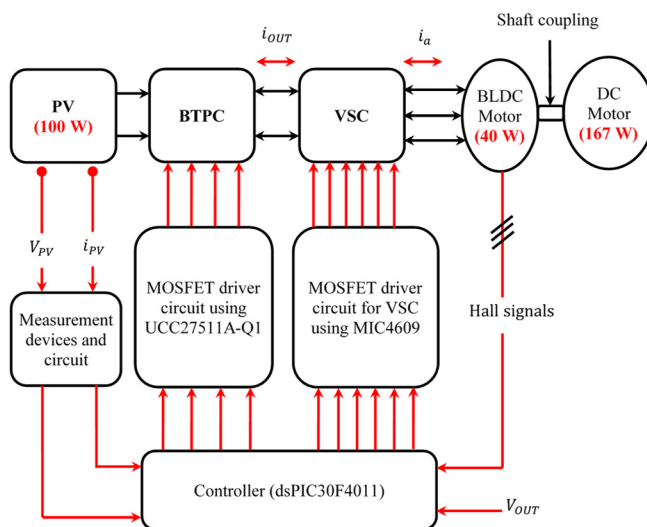 Shaft coupling
i_OUT
i_a
PV
(100 W)
BTPC
VSC
BLDC
Motor
(40 W)
DC
Motor
(167 W)
V_PV
i_PV
MOSFET driver
circuit using
UCC27511A-Q1
MOSFET driver
circuit for VSC
using MIC4609
Hall signals
Measurement
devices and
circuit
Controller (dsPIC30F4011)
V_OUT